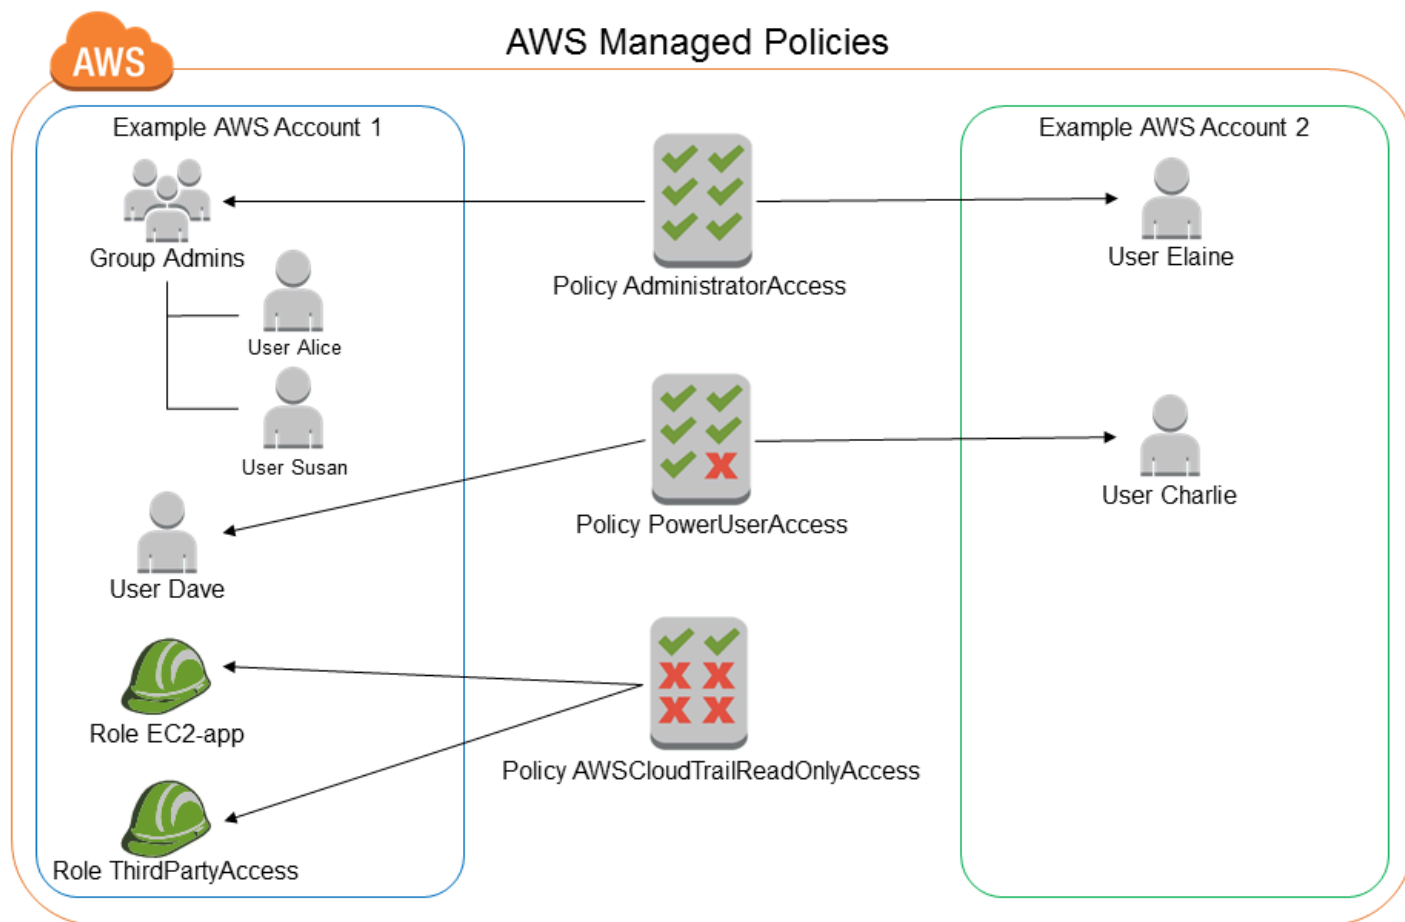 AWS
AWS Managed Policies
Example AWS Account 1
Group Admins
User Alice
User Susan
User Dave
Role EC2-app
Role ThirdPartyAccess
Policy AdministratorAccess
Policy PowerUserAccess
Policy AWSCloudTrailReadOnlyAccess
Example AWS Account 2
User Elaine
User Charlie